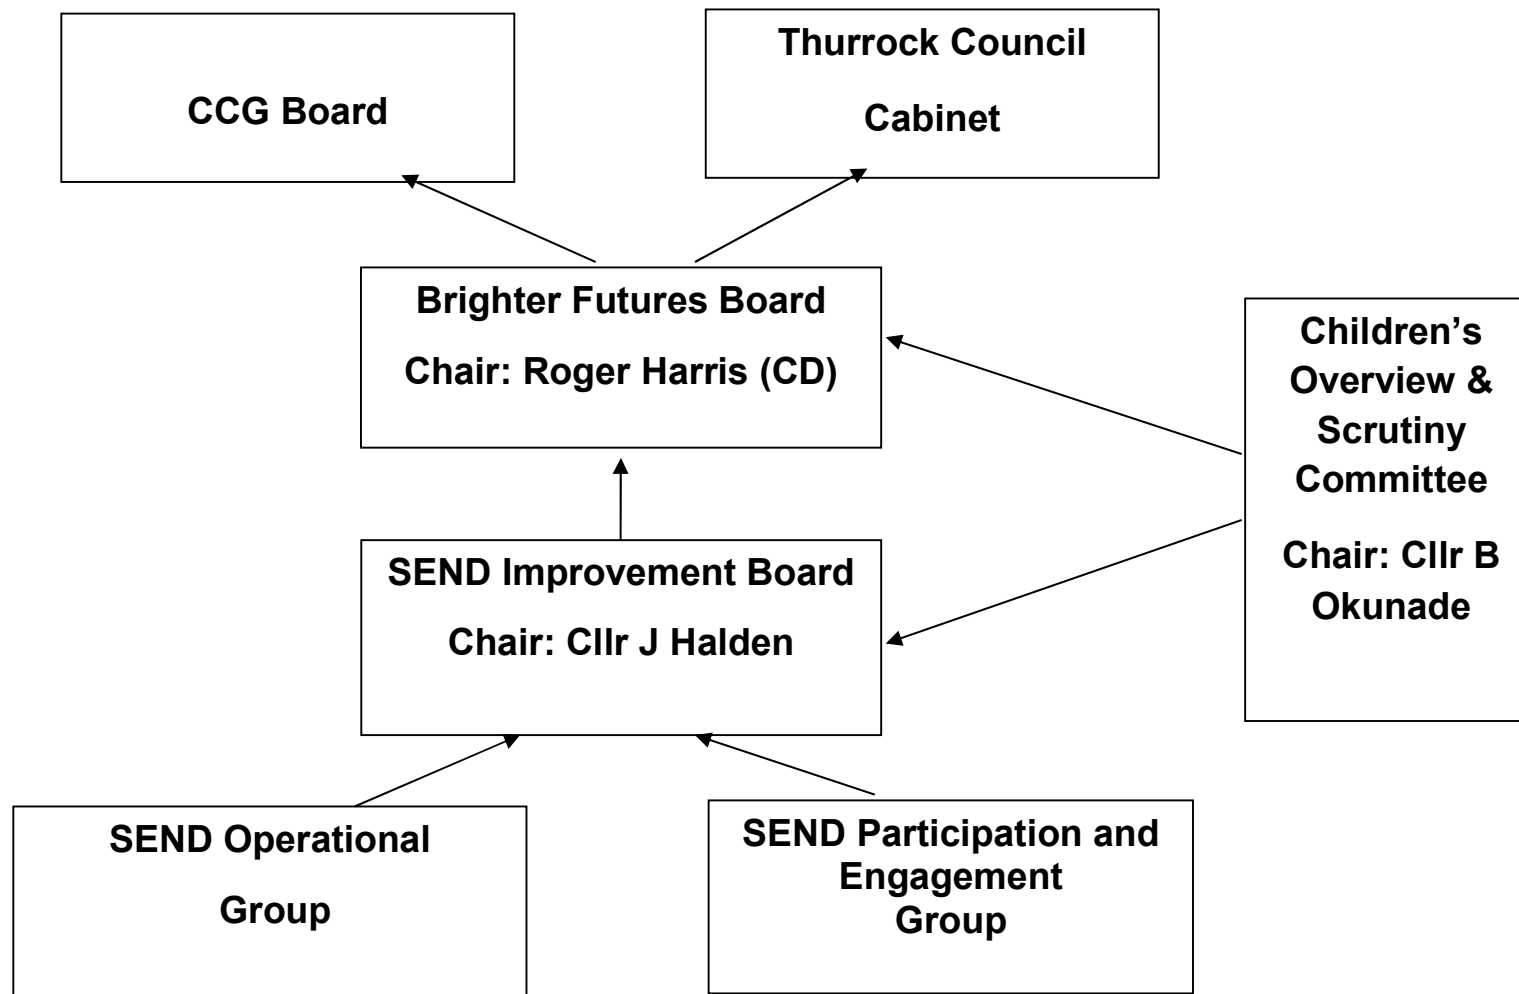 CCG Board
Thurrock Council
Cabinet
Brighter Futures Board
Chair: Roger Harris (CD)
Children’s
Overview &
Scrutiny
Committee
Chair: Cllr B
Okunade
SEND Improvement Board
Chair: Cllr J Halden
SEND Operational
Group
SEND Participation and
Engagement
Group